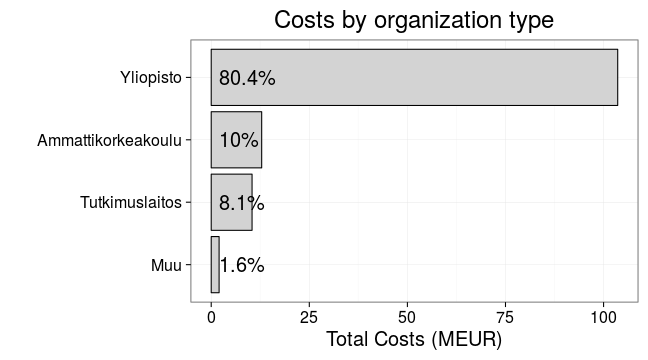 Costs by organization type
Yliopisto 80.4%
Ammattikorkeakoulu 10%
Tutkimuslaitos 8.1%
Muu 1.6%
0 25 50 75 100
Total Costs (MEUR)